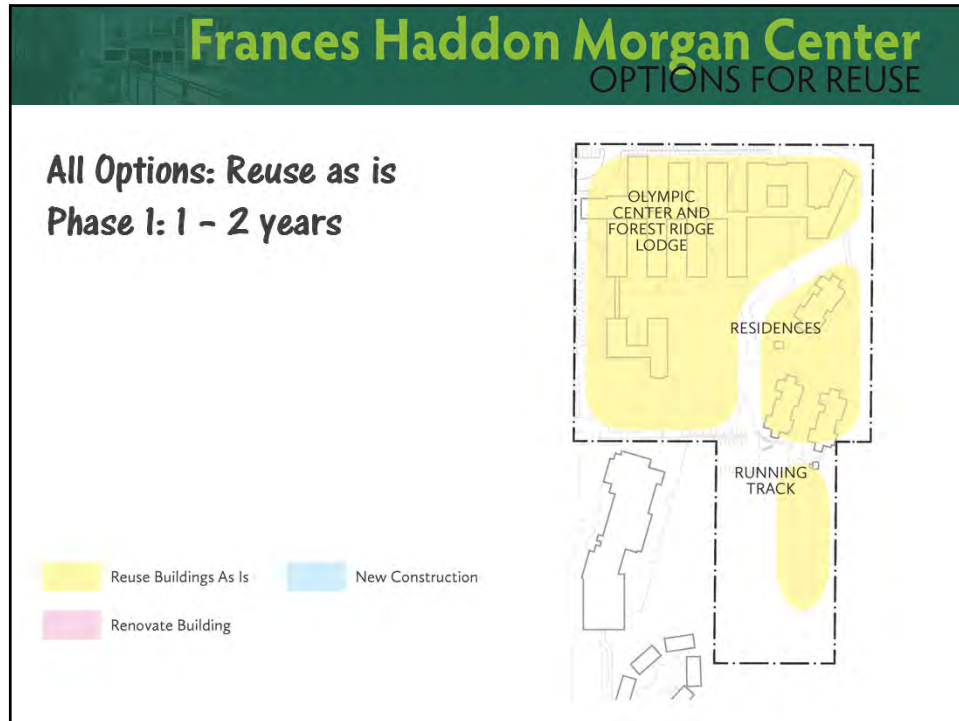 Frances Haddon Morgan Center
OPTIONS FOR REUSE
All Options: Reuse as is
Phase 1: 1 – 2 years
OLYMPIC
CENTER AND
FOREST RIDGE
LODGE
RESIDENCES
RUNNING
TRACK
Reuse Buildings As Is
New Construction
Renovate Building